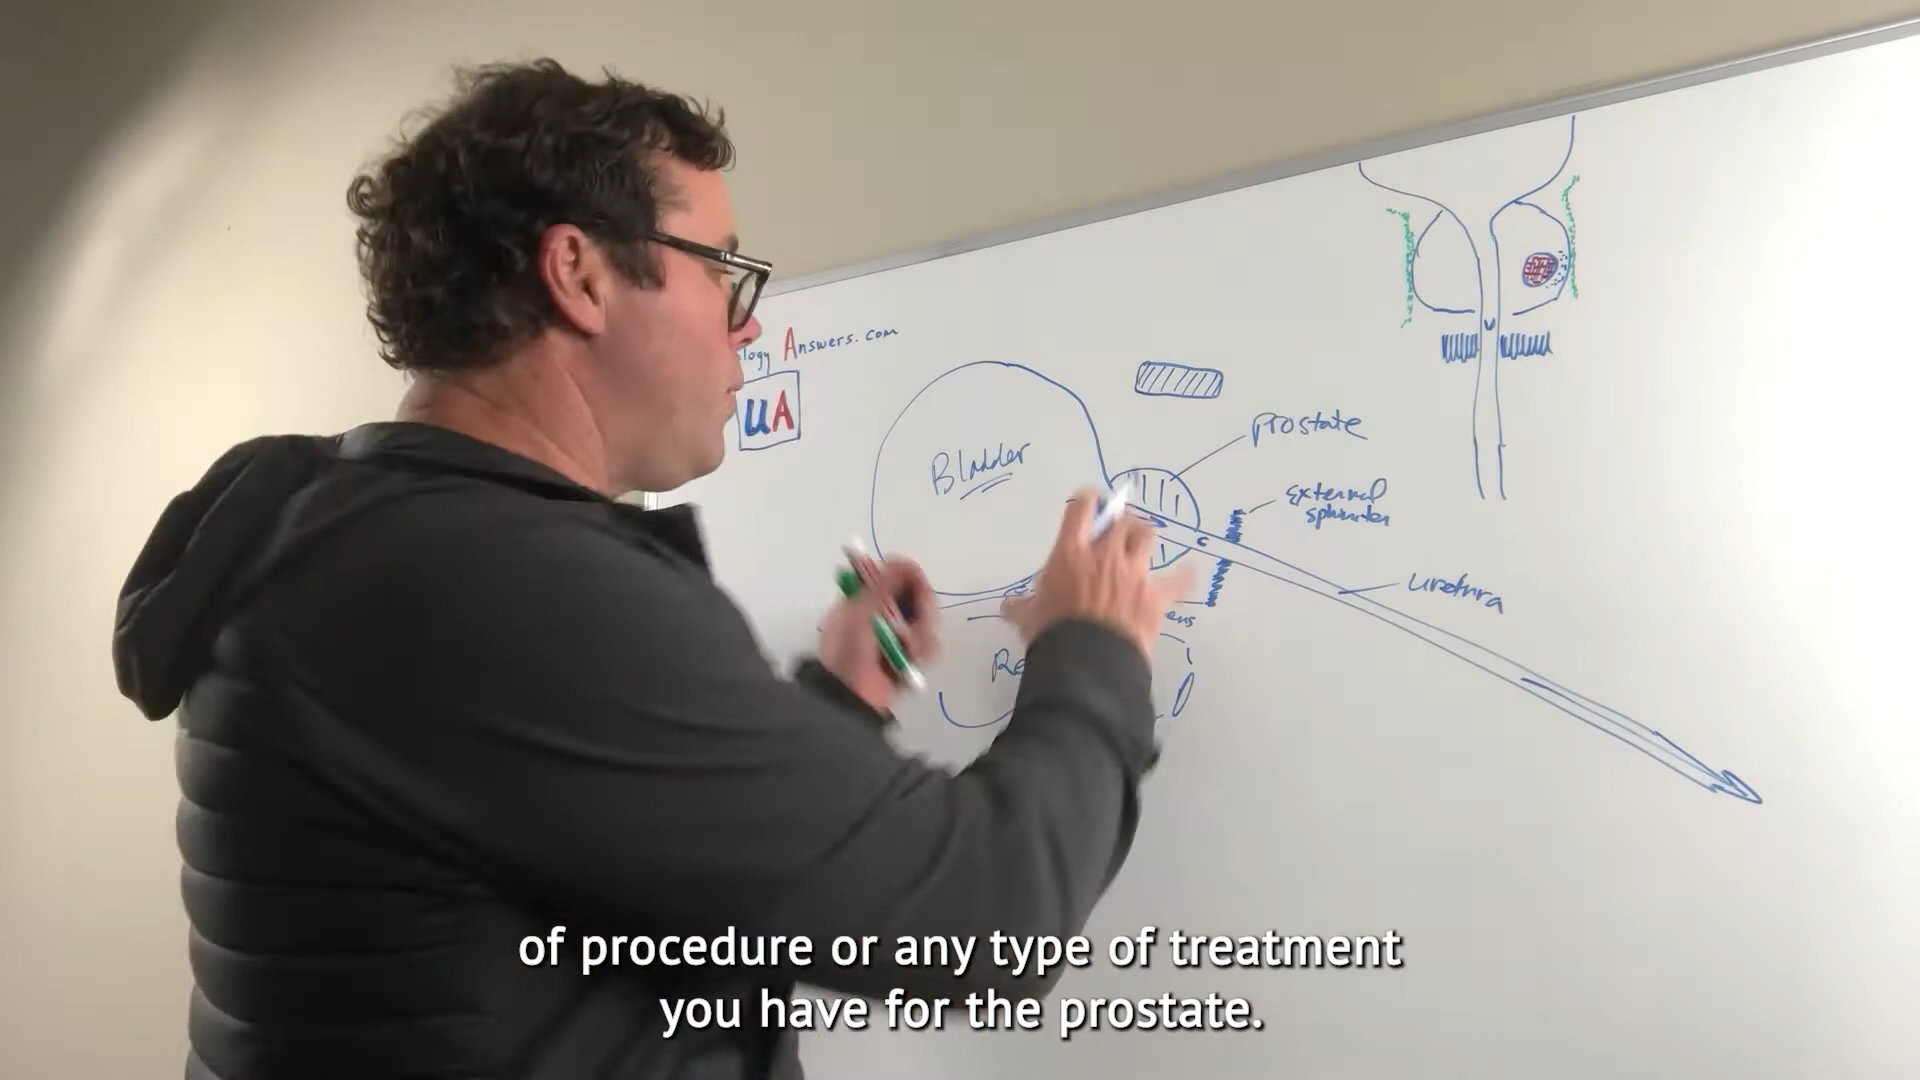 logy Answers.com
UA
Bladder
prostate
external
sphincter
urethra
ens
Re
of procedure or any type of treatment
you have for the prostate.